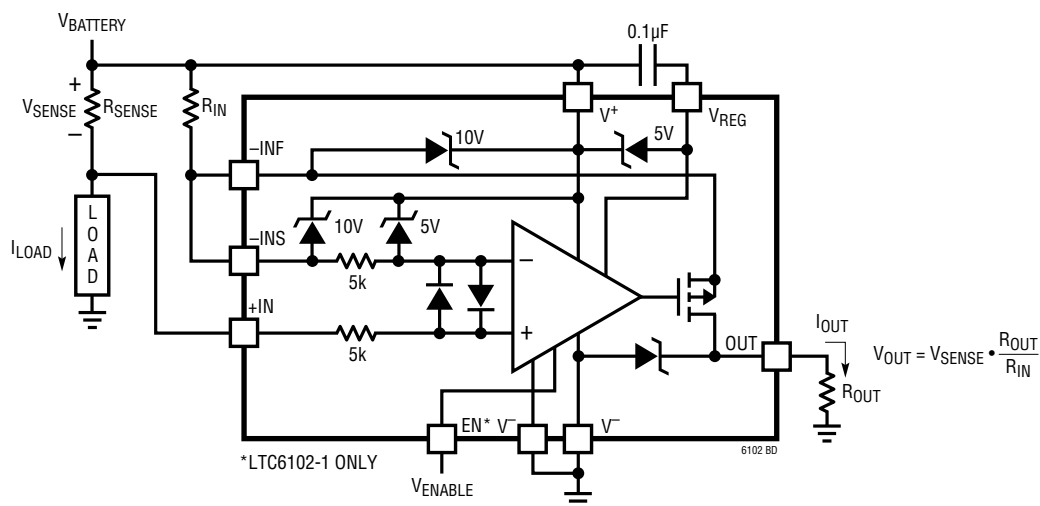 VBATTERY
0.1µF
+
VSENSE
RSENSE
–
RIN
V+
VREG
–INF
10V
5V
LOAD
ILOAD
–INS
10V
5V
5k
–
+IN
5k
+
OUT
IOUT
VOUT = VSENSE • ROUT/RIN
ROUT
EN* V– V–
6102 BD
*LTC6102-1 ONLY
VENABLE